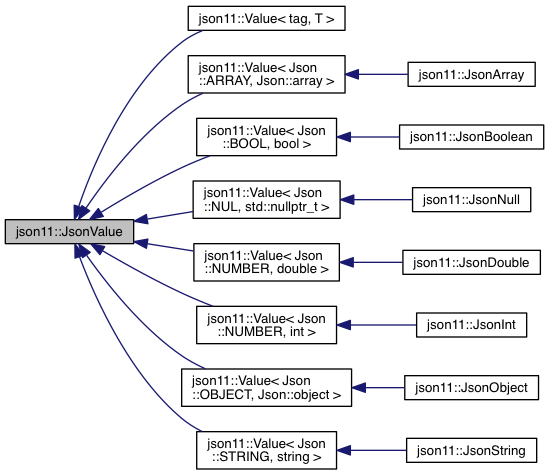 json11::Value< tag, T >
json11::Value< Json
::ARRAY, Json::array >
json11::JsonArray
json11::Value< Json
::BOOL, bool >
json11::JsonBoolean
json11::Value< Json
::NUL, std::nullptr_t >
json11::JsonNull
json11::JsonValue
json11::Value< Json
::NUMBER, double >
json11::JsonDouble
json11::Value< Json
::NUMBER, int >
json11::JsonInt
json11::Value< Json
::OBJECT, Json::object >
json11::JsonObject
json11::Value< Json
::STRING, string >
json11::JsonString